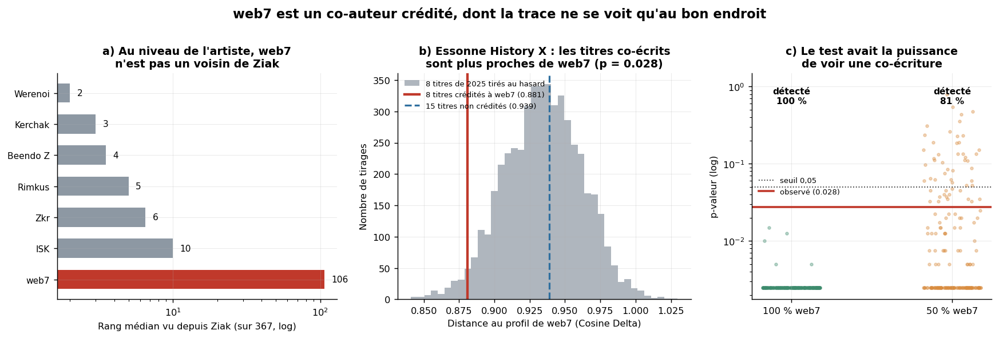 web7 est un co-auteur crédité, dont la trace ne se voit qu'au bon endroit
a) Au niveau de l'artiste, web7
n'est pas un voisin de Ziak
Werenoi
Kerchak
Beendo Z
Rimkus
Zkr
ISK
web7
2
3
4
5
6
10
106
10¹
10²
Rang médian vu depuis Ziak (sur 367, log)
b) Essonne History X : les titres co-écrits
sont plus proches de web7 (p = 0.028)
8 titres de 2025 tirés au hasard
8 titres crédités à web7 (0.881)
15 titres non crédités (0.939)
Nombre de tirages
350
300
250
200
150
100
50
0
0.850
0.875
0.900
0.925
0.950
0.975
1.000
1.025
Distance au profil de web7 (Cosine Delta)
c) Le test avait la puissance
de voir une co-écriture
détecté
100 %
détecté
81 %
seuil 0,05
observé (0.028)
p-valeur (log)
10⁰
10⁻¹
10⁻²
100 % web7
50 % web7